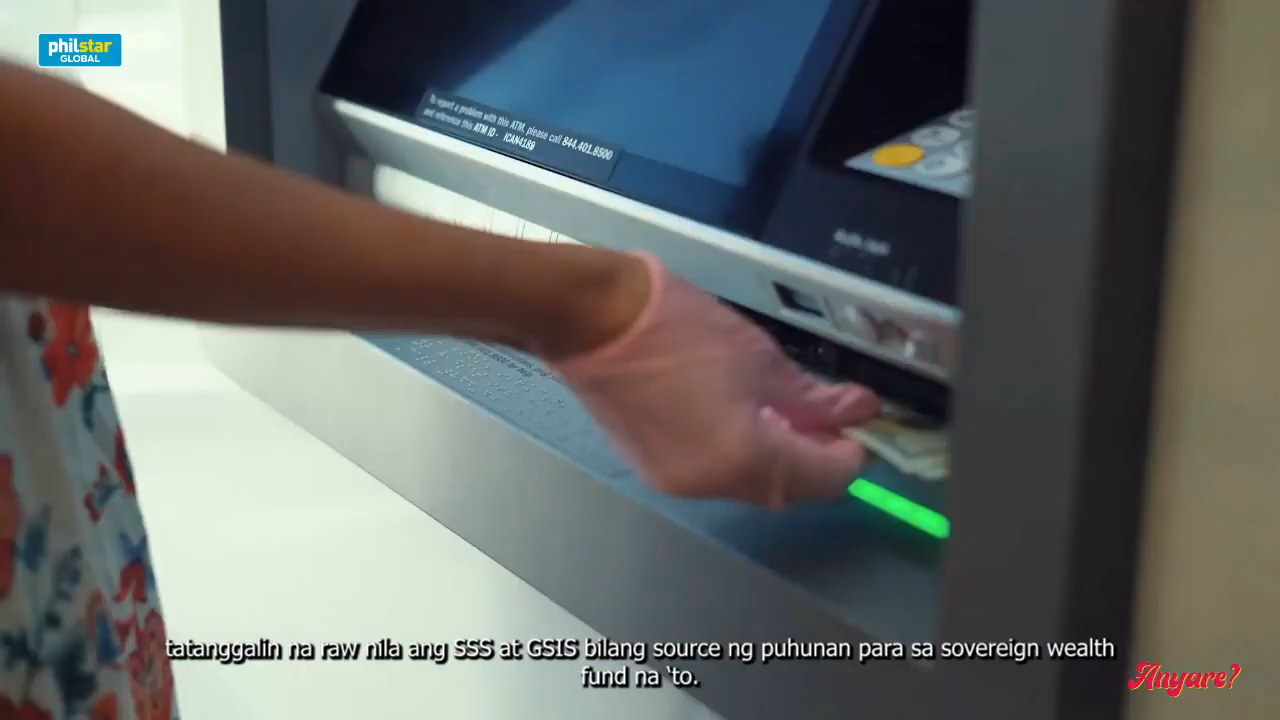 philstar
GLOBAL
To report a problem with this ATM, please call 844.401.8500
and reference this ATM ID - ICAN4189
tatanggalin na raw nila ang SSS at GSIS bilang source ng puhunan para sa sovereign wealth
fund na 'to.
Anyare?